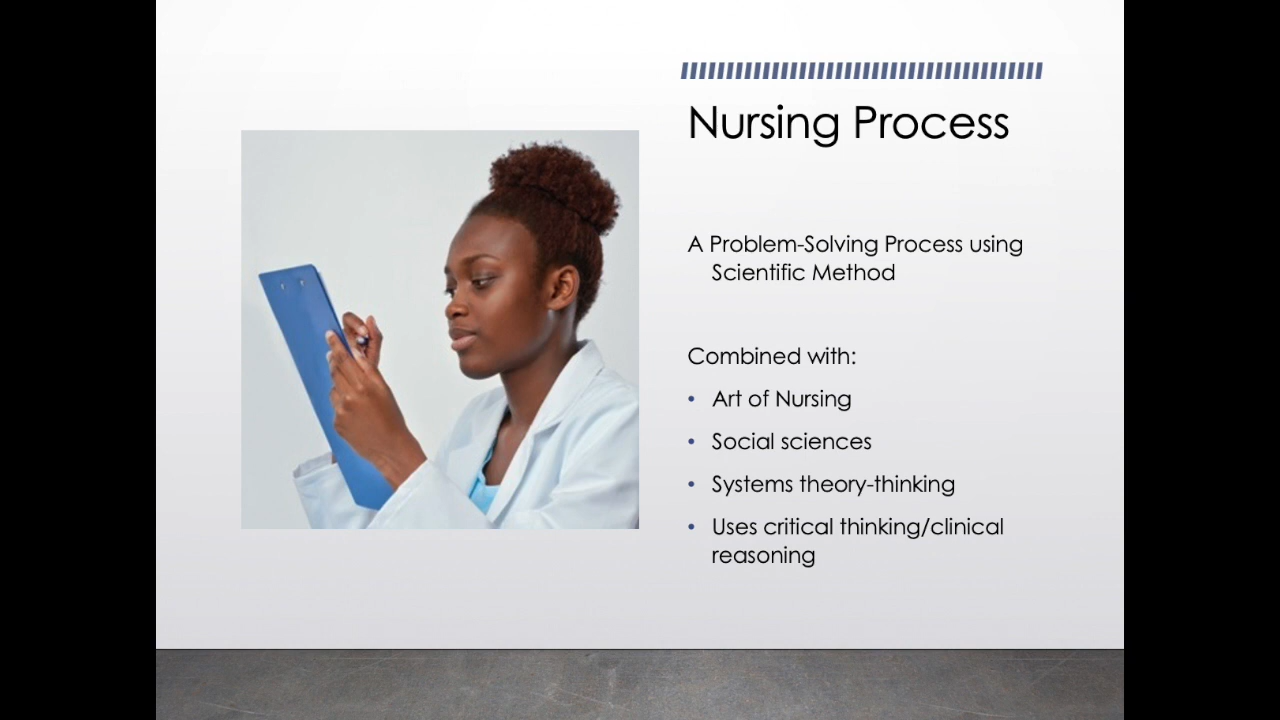 Nursing Process
A Problem-Solving Process using
Scientific Method
Combined with:
• Art of Nursing
• Social sciences
• Systems theory-thinking
• Uses critical thinking/clinical
reasoning